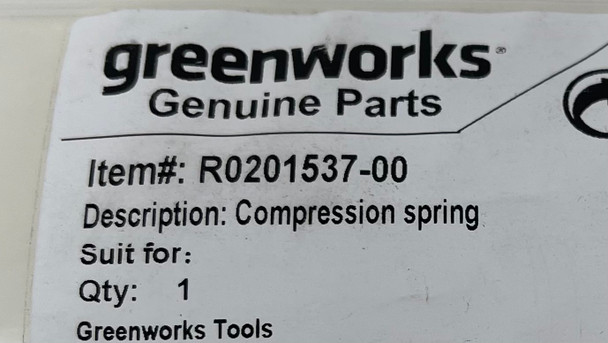 greenworks
Genuine Parts
Item#: R0201537-00
Description: Compression spring
Suit for:
Qty: 1
Greenworks Tools